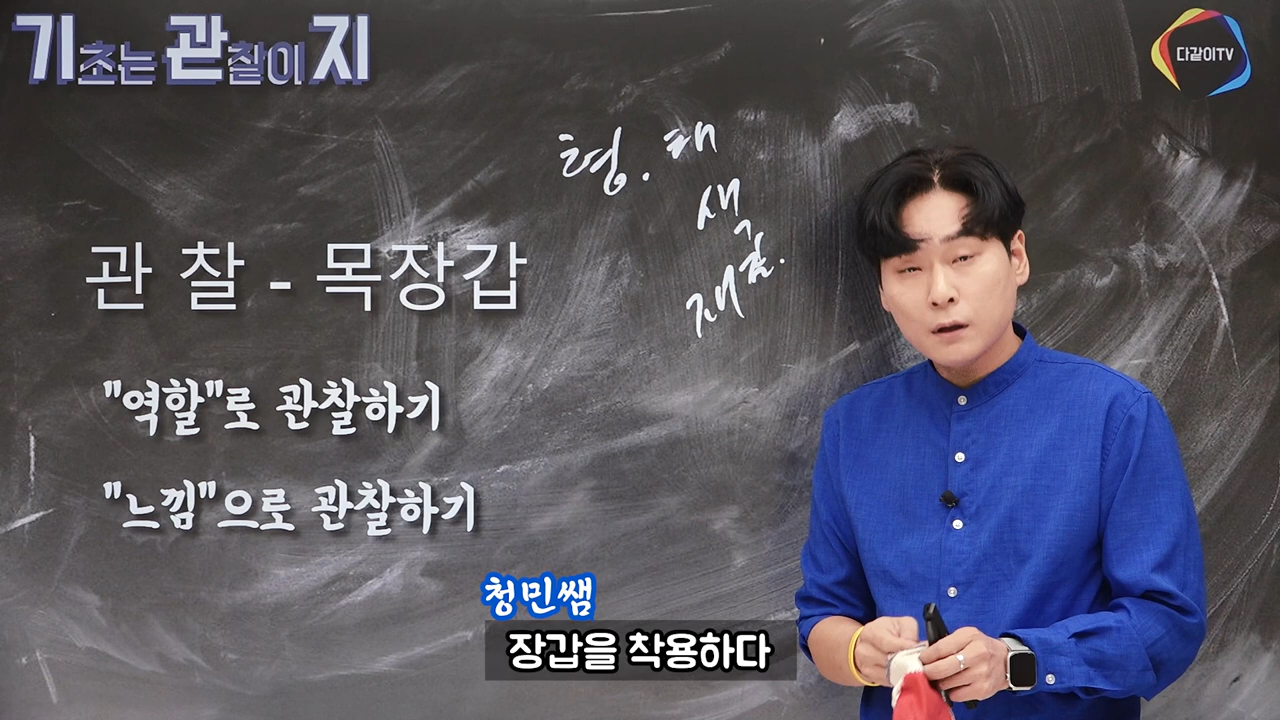 기초는 관찰이지
다같이TV
형.태
색
재질.
관 찰 - 목장갑
"역할"로 관찰하기
"느낌"으로 관찰하기
청민쌤
장갑을 착용하다